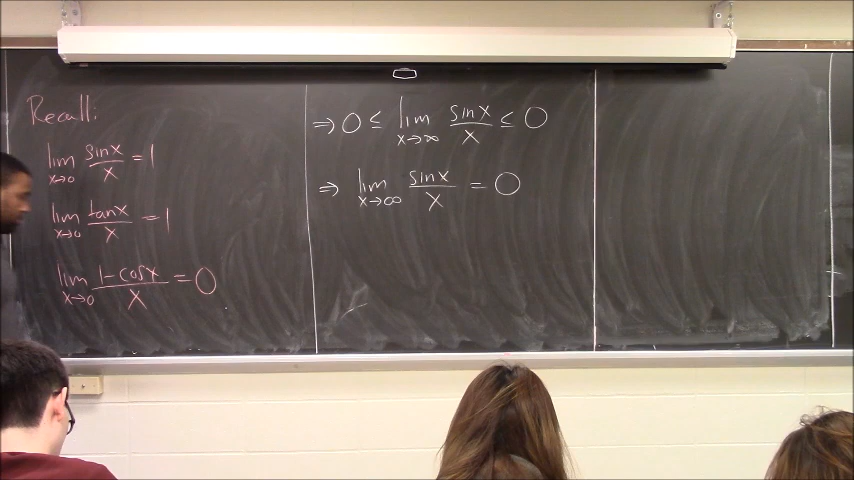 Recall:
lim x→0 sinx/x = 1
lim x→0 tanx/x = 1
lim x→0 1-cosx/x = 0
⇒ 0 ≤ lim x→∞ sinx/x ≤ 0
⇒ lim x→∞ sinx/x = 0